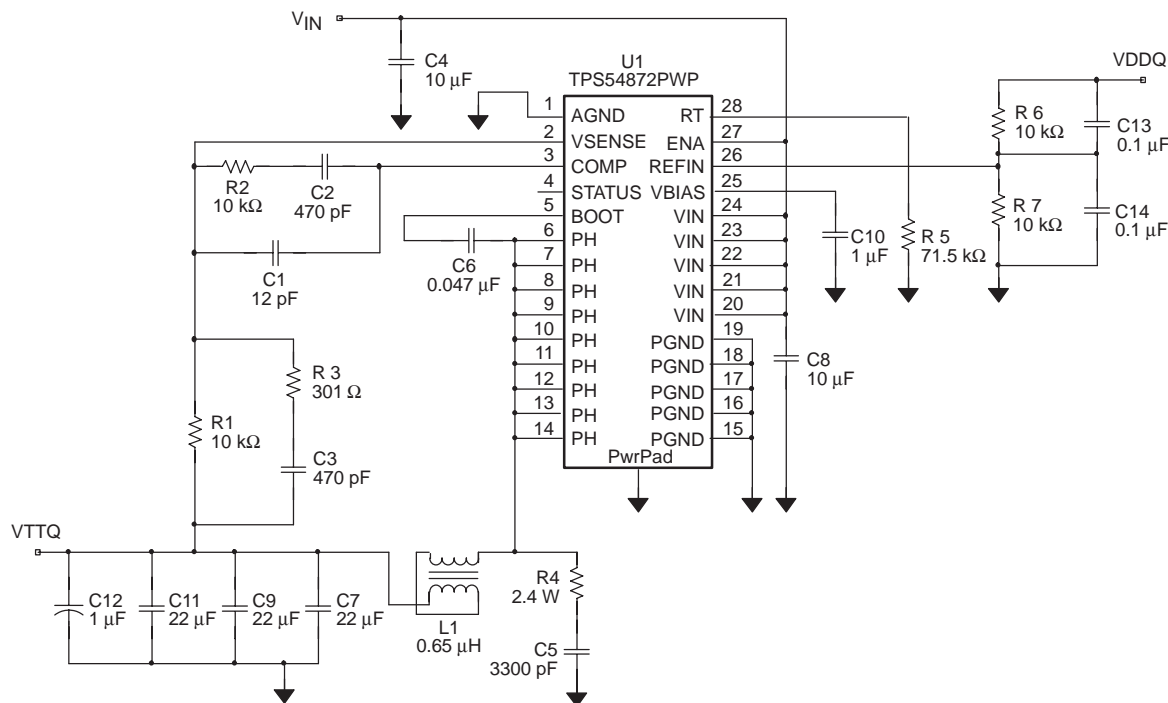 VIN
C4
10 μF
U1
TPS54872PWP
VDDQ
1 AGND RT 28
2 VSENSE ENA 27
3 COMP REFIN 26
4 STATUS VBIAS 25
5 BOOT VIN 24
6 PH VIN 23
7 PH VIN 22
8 PH VIN 21
9 PH VIN 20
10 PH PGND 19
11 PH PGND 18
12 PH PGND 17
13 PH PGND 16
14 PH PGND 15
PwrPad
R2
10 kΩ
C2
470 pF
C1
12 pF
C6
0.047 μF
R 6
10 kΩ
C13
0.1 μF
R 7
10 kΩ
C14
0.1 μF
C10
1 μF
R 5
71.5 kΩ
C8
10 μF
R1
10 kΩ
R 3
301 Ω
C3
470 pF
VTTQ
C12
1 μF
C11
22 μF
C9
22 μF
C7
22 μF
L1
0.65 μH
R4
2.4 W
C5
3300 pF